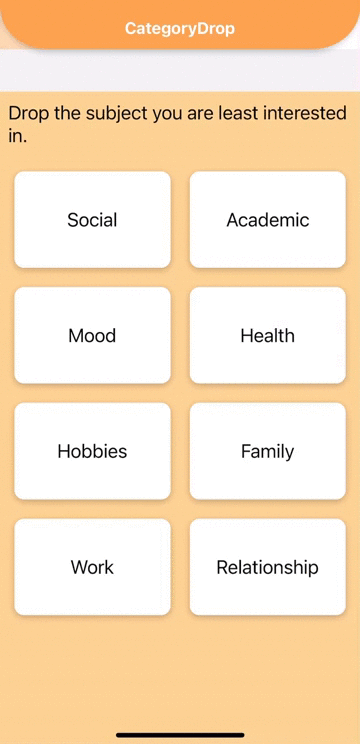 CategoryDrop
Drop the subject you are least interested
in.
Social
Academic
Mood
Health
Hobbies
Family
Work
Relationship